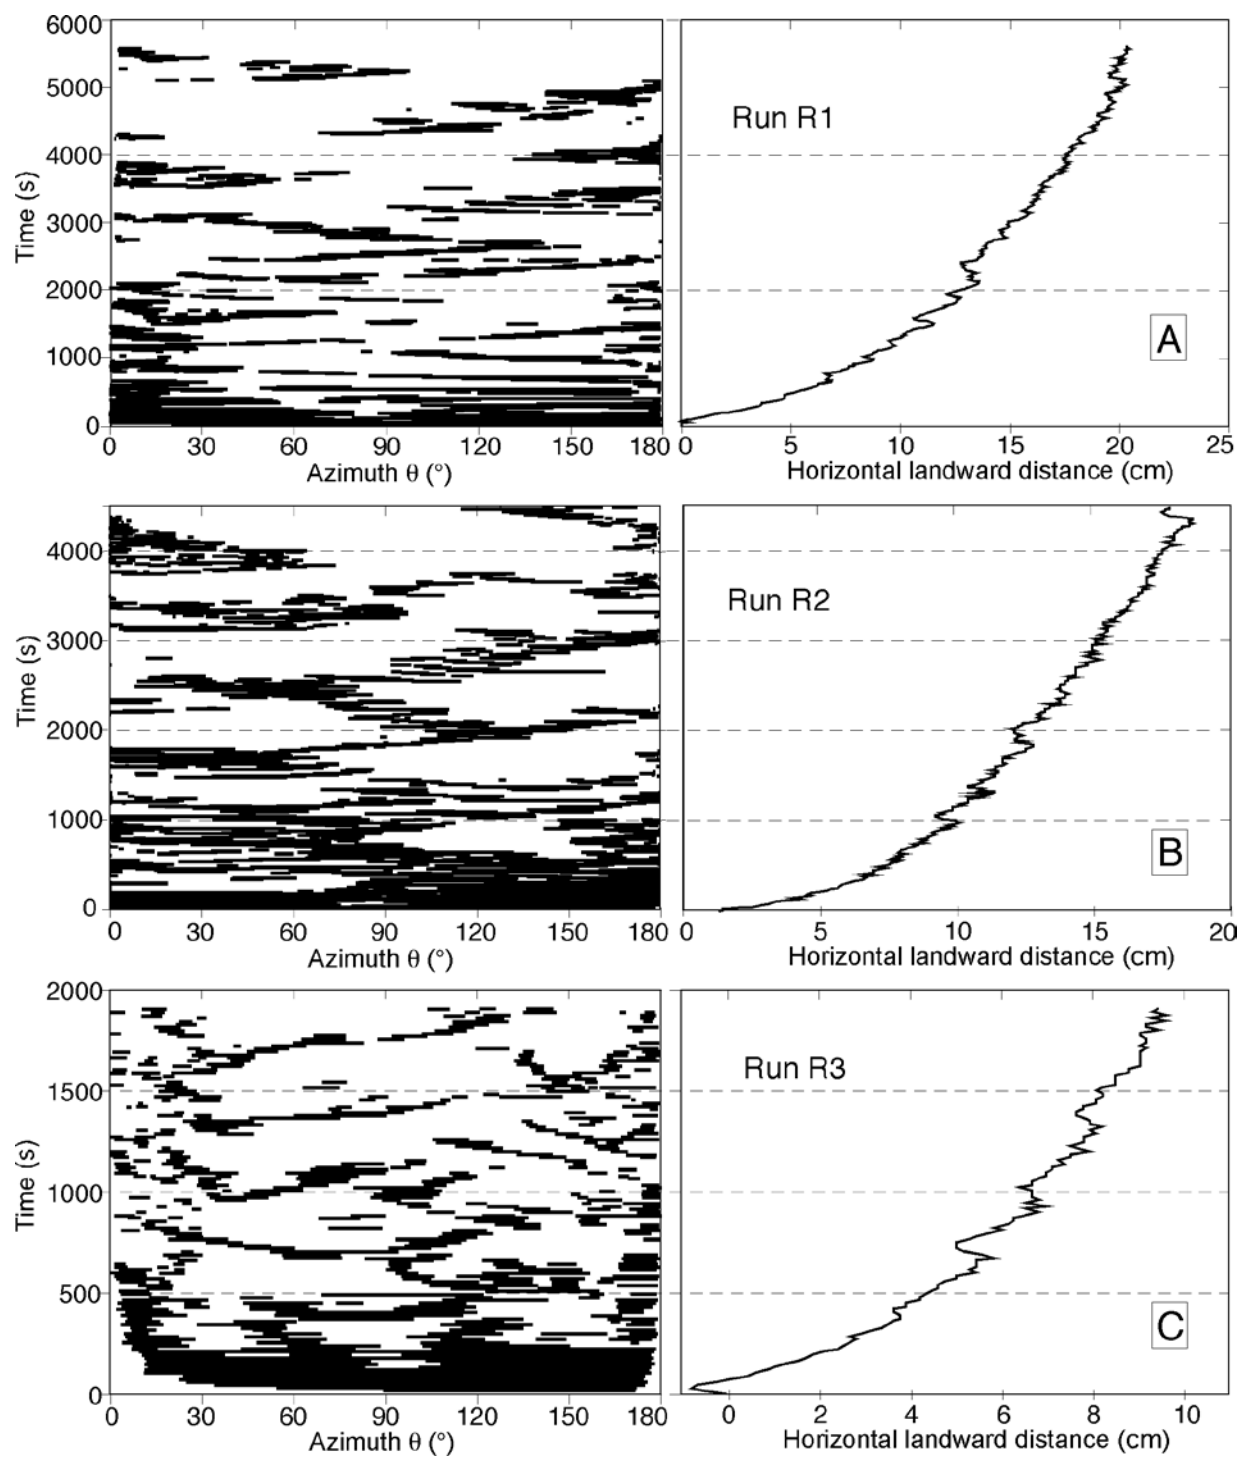 6000
5000
4000
3000
2000
1000
0
Time (s)
0 30 60 90 120 150 180
Azimuth θ (°)
Run R1
A
0 5 10 15 20 25
Horizontal landward distance (cm)
4000
3000
2000
1000
0
Time (s)
0 30 60 90 120 150 180
Azimuth θ (°)
Run R2
B
0 5 10 15 20
Horizontal landward distance (cm)
2000
1500
1000
500
0
Time (s)
0 30 60 90 120 150 180
Azimuth θ (°)
Run R3
C
0 2 4 6 8 10
Horizontal landward distance (cm)